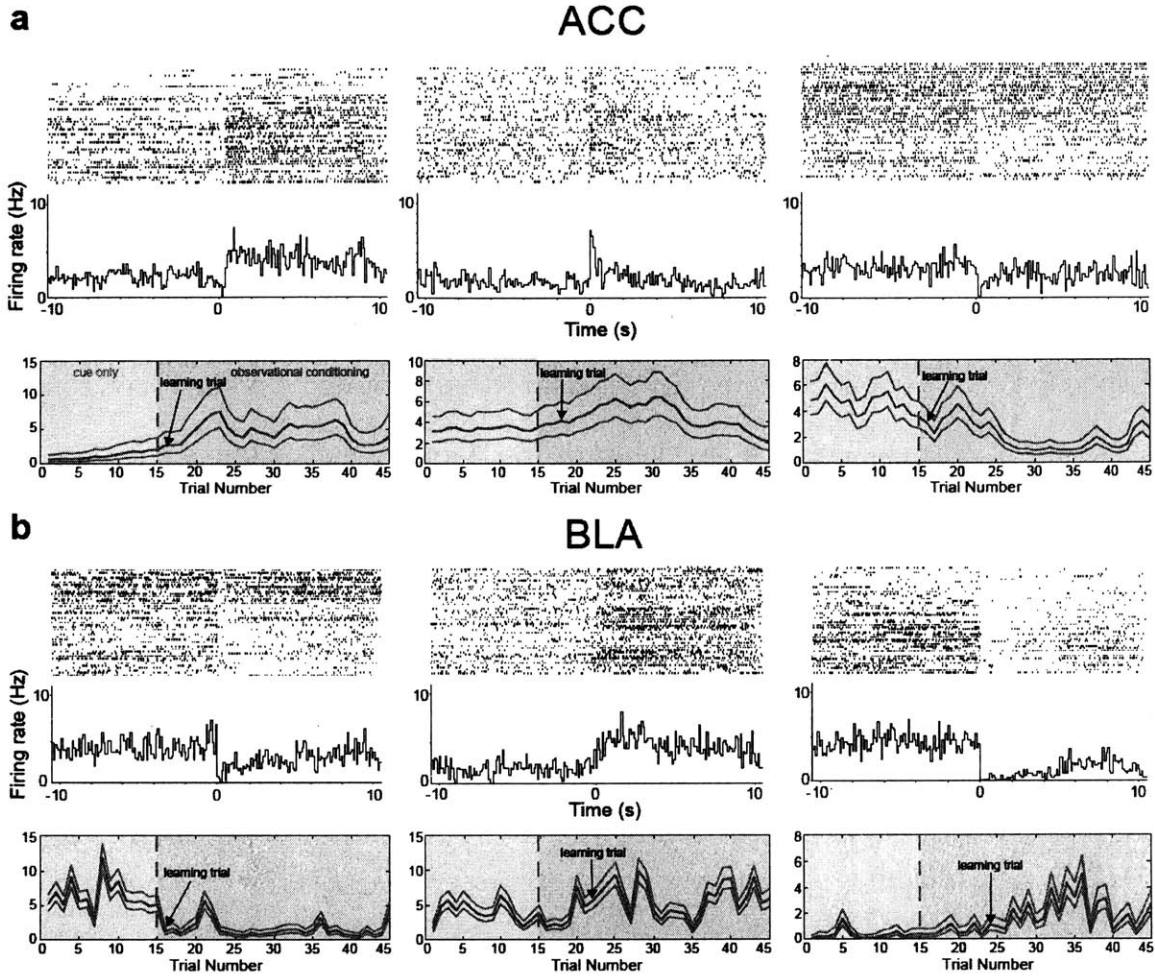 a
ACC
Firing rate (Hz)
10
0
-10 0 10
-10 0 10
Time (s)
10
0
-10 0 10
15
10
5
0
cue only
observational conditioning
learning trial
0 5 10 15 20 25 30 35 40 45
Trial Number
10
8
6
4
2
0
learning trial
0 5 10 15 20 25 30 35 40 45
Trial Number
8
6
4
2
0
learning trial
0 5 10 15 20 25 30 35 40 45
Trial Number
b
BLA
Firing rate (Hz)
10
0
-10 0 10
10
0
-10 0 10
Time (s)
10
0
-10 0 10
15
10
5
0
learning trial
0 5 10 15 20 25 30 35 40 45
Trial Number
15
10
5
0
learning trial
0 5 10 15 20 25 30 35 40 45
Trial Number
8
6
4
2
0
learning trial
0 5 10 15 20 25 30 35 40 45
Trial Number